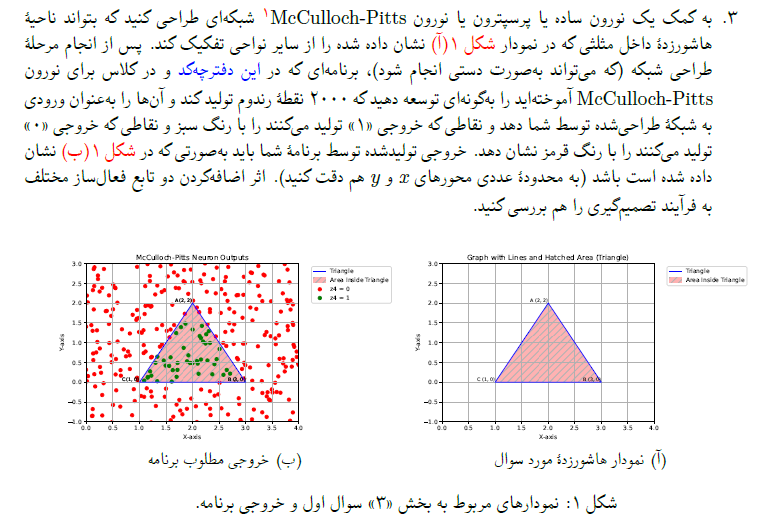 ۳. به کمک یک نورون ساده یا پرسپترون یا نورون McCulloch-Pitts۱ شبکه‌ای طراحی کنید که بتواند ناحیهٔ
هاشورزدهٔ داخل مثلثی که در نمودار شکل ۱(آ) نشان داده شده را از سایر نواحی تفکیک کند. پس از انجام مرحلهٔ
طراحی شبکه (که می‌تواند به‌صورت دستی انجام شود)، برنامه‌ای که در این دفترچه‌کد و در کلاس برای نورون
McCulloch-Pitts آموخته‌اید را به‌گونه‌ای توسعه دهید که ۲۰۰۰ نقطهٔ رندوم تولید کند و آن‌ها را به‌عنوان ورودی
به شبکهٔ طراحی‌شده توسط شما دهد و نقاطی که خروجی «۱» تولید می‌کنند را با رنگ سبز و نقاطی که خروجی «۰»
تولید می‌کنند را با رنگ قرمز نشان دهد. خروجی تولیدشده توسط برنامهٔ شما باید به‌صورتی که در شکل ۱(ب) نشان
داده شده است باشد (به محدودهٔ عددی محورهای x و y هم دقت کنید). اثر اضافه‌کردن دو تابع فعال‌ساز مختلف
به فرآیند تصمیم‌گیری را هم بررسی کنید.
Graph with Lines and Hatched Area (Triangle)
3.0
2.5
2.0
1.5
1.0
0.5
0.0
−0.5
−1.0
Y-axis
A (2, 2)
C (1, 0)
B (3, 0)
0.0 0.5 1.0 1.5 2.0 2.5 3.0 3.5 4.0
X-axis
Triangle
Area Inside Triangle
(آ) نمودار هاشورزدهٔ مورد سوال
McCulloch-Pitts Neuron Outputs
3.0
2.5
2.0
1.5
1.0
0.5
0.0
−0.5
−1.0
Y-axis
A(2, 2)
C(1, 0)
B (3, 0)
0.0 0.5 1.0 1.5 2.0 2.5 3.0 3.5 4.0
X-axis
Triangle
Area Inside Triangle
z4 = 0
z4 = 1
(ب) خروجی مطلوب برنامه
شکل ۱: نمودارهای مربوط به بخش «۳» سوال اول و خروجی برنامه.